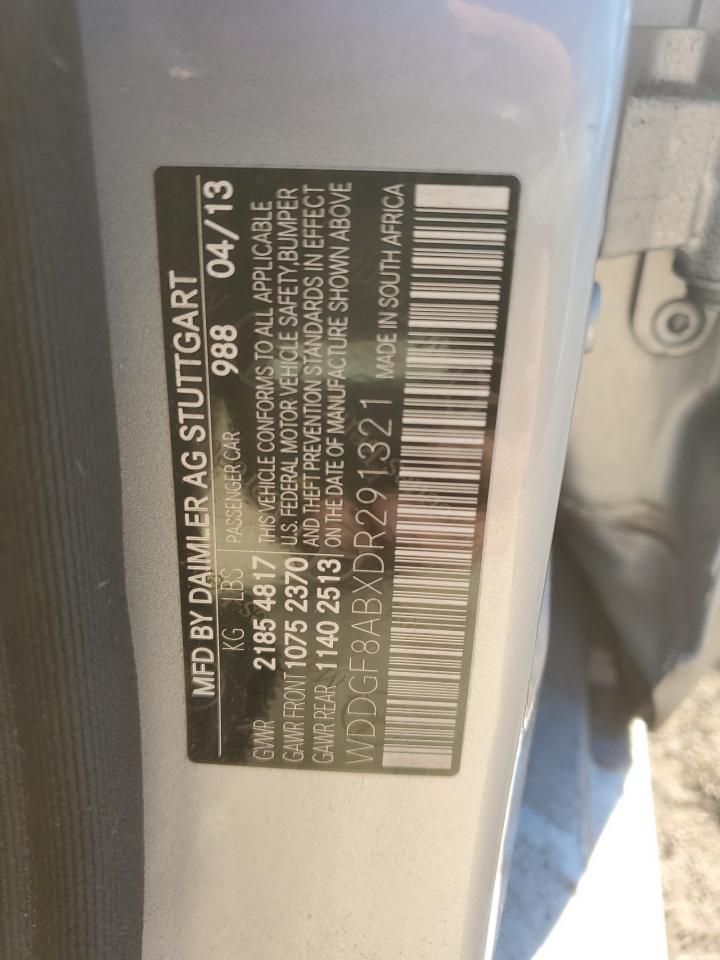 MFD BY DAIMLER AG STUTTGART
KG LBS PASSENGER CAR 988 04/13
GVWR 2185 4817 THIS VEHICLE CONFORMS TO ALL APPLICABLE
GAWR FRONT 1075 2370 U.S. FEDERAL MOTOR VEHICLE SAFETY, BUMPER
GAWR REAR 1140 2513 AND THEFT PREVENTION STANDARDS IN EFFECT
ON THE DATE OF MANUFACTURE SHOWN ABOVE
WDDGF8ABXDR291321 MADE IN SOUTH AFRICA